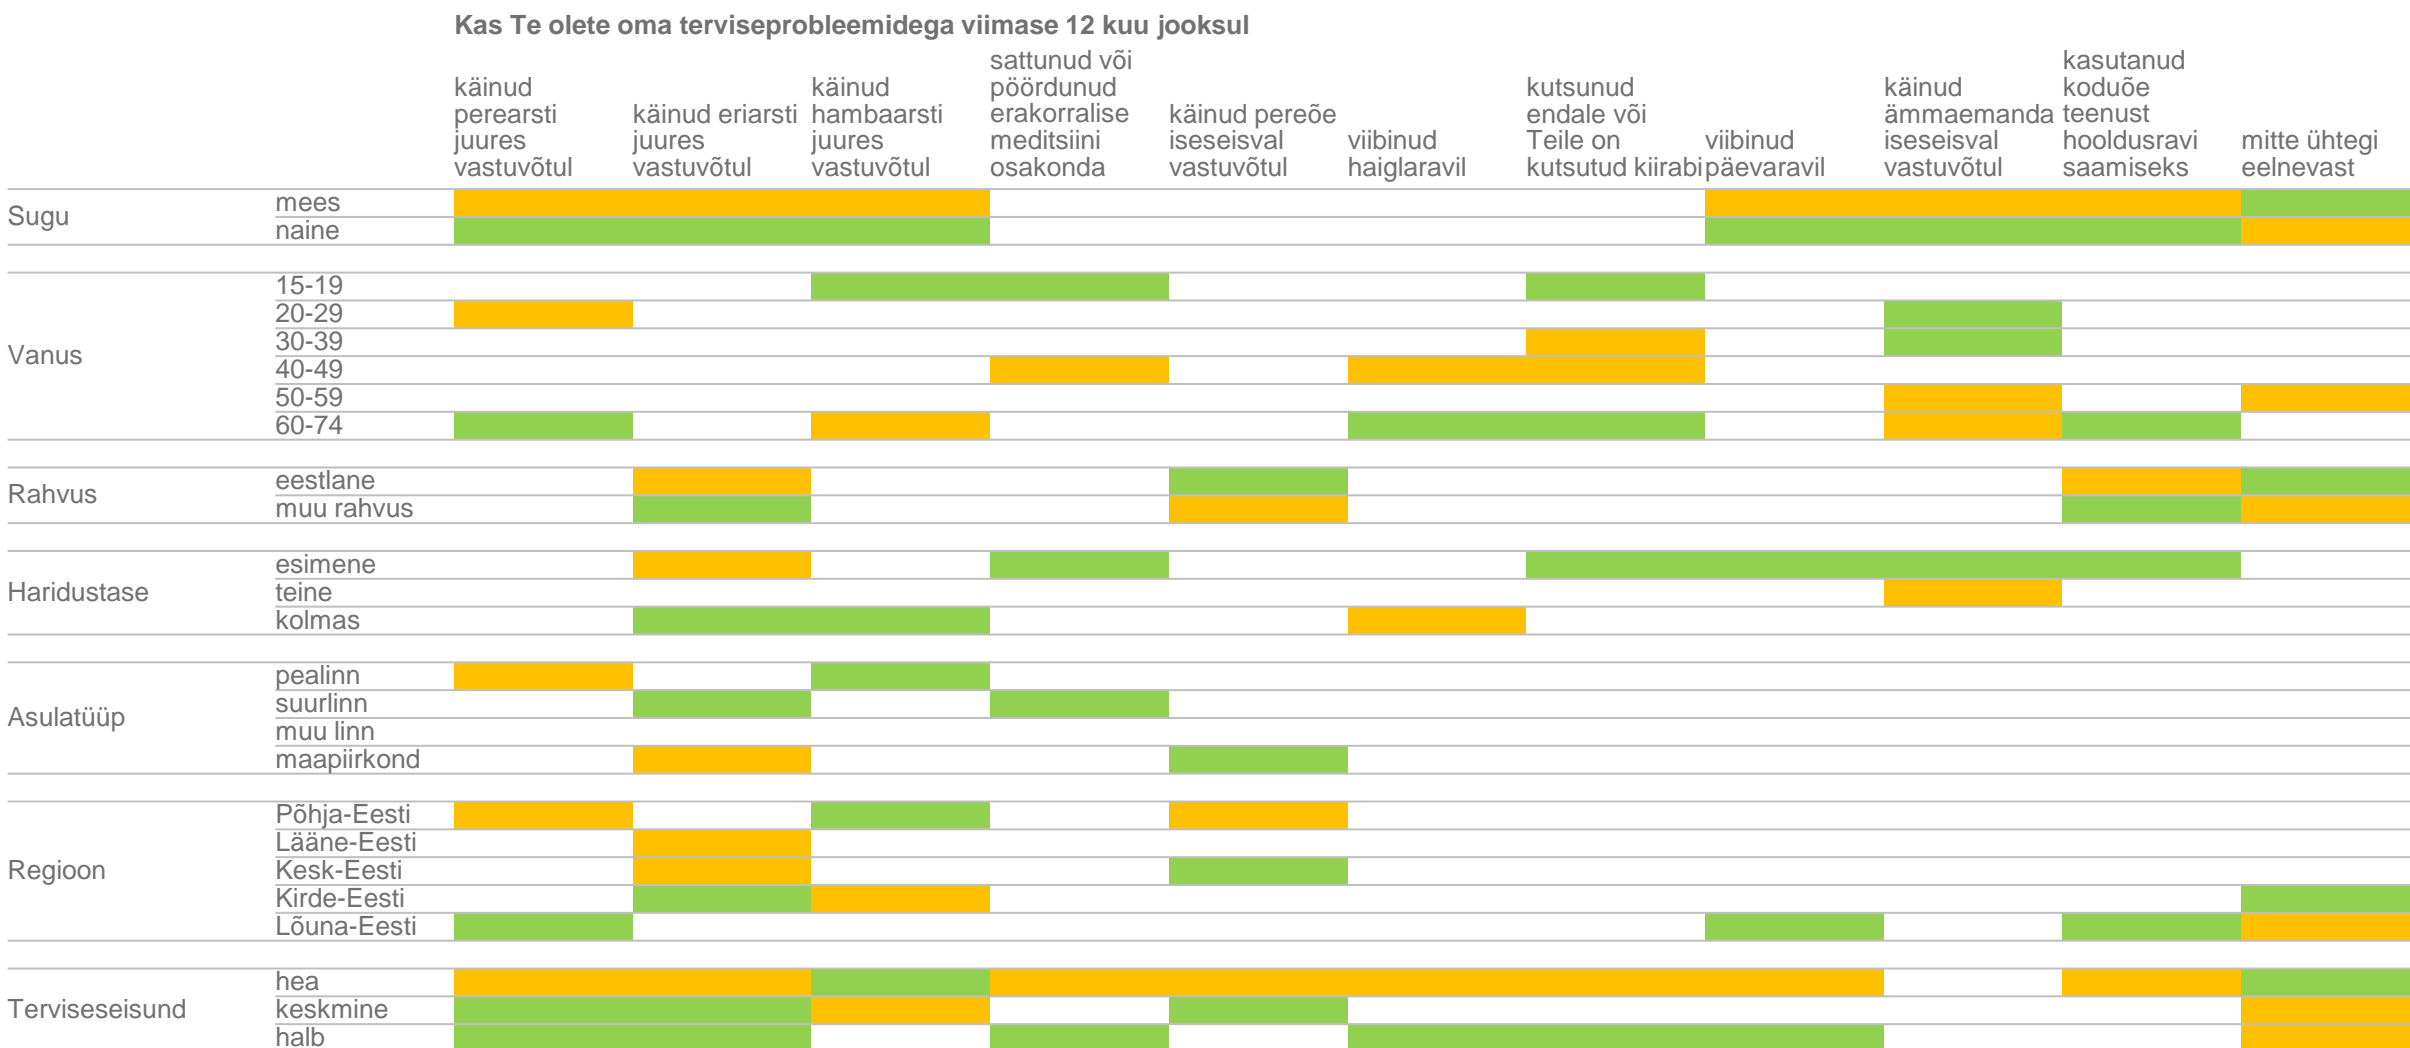 Kas Te olete oma terviseprobleemidega viimase 12 kuu jooksul
käinud
perearsti
juures
vastuvõtul
käinud eriarsti
juures
vastuvõtul
käinud
hambaarsti
juures
vastuvõtul
sattunud või
pöördunud
erakorralise
meditsiini
osakonda
käinud pereõe
iseseisval
vastuvõtul
viibinud
haiglaravil
kutsunud
endale või
Teile on
kutsutud kiirabi
viibinud
päevaravil
käinud
ämmaemanda
iseseisval
vastuvõtul
kasutanud
koduõe
teenust
hooldusravi
saamiseks
mitte ühtegi
eelnevast
Sugu
mees
naine
Vanus
15-19
20-29
30-39
40-49
50-59
60-74
Rahvus
eestlane
muu rahvus
Haridustase
esimene
teine
kolmas
Asulatüüp
pealinn
suurlinn
muu linn
maapiirkond
Regioon
Põhja-Eesti
Lääne-Eesti
Kesk-Eesti
Kirde-Eesti
Lõuna-Eesti
Terviseseisund
hea
keskmine
halb